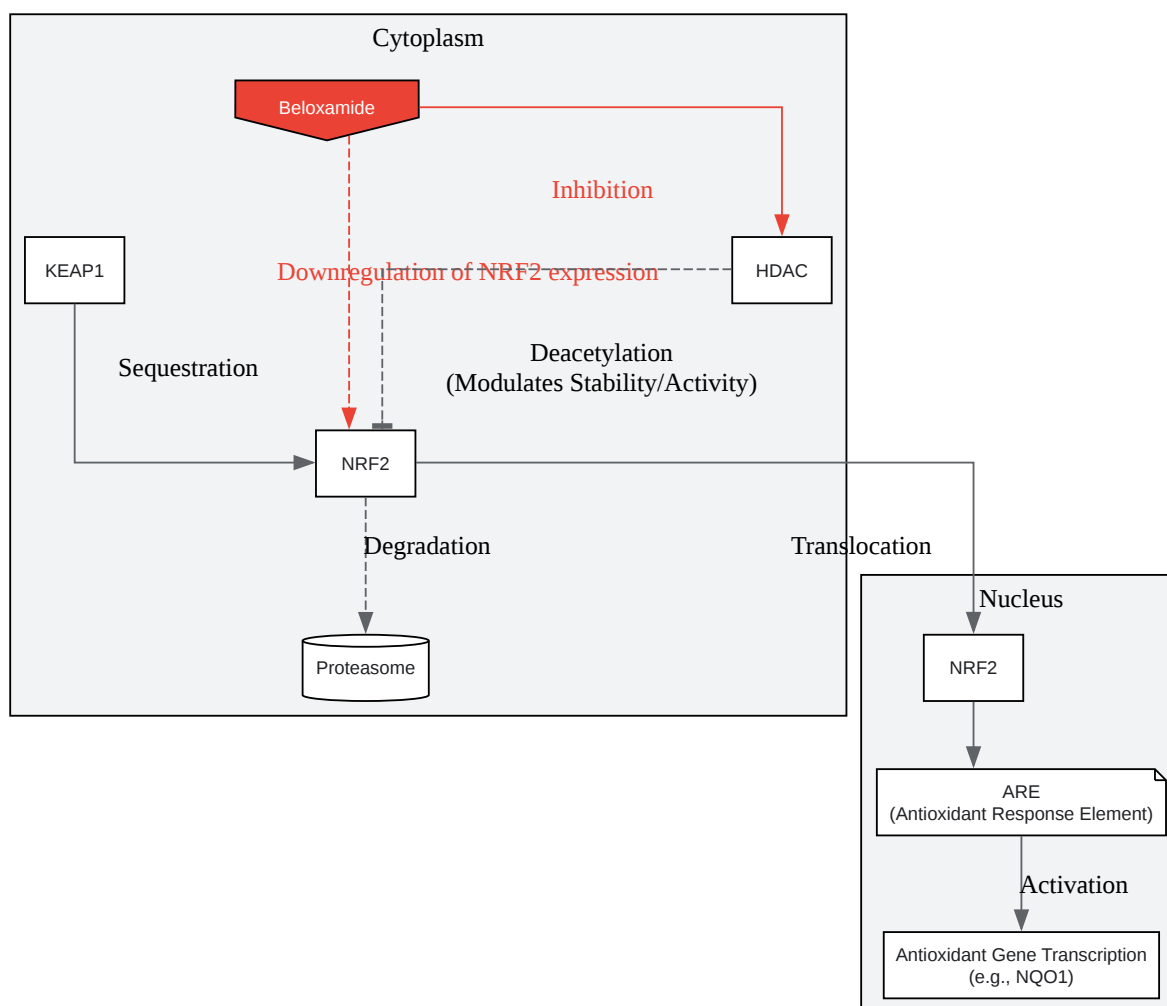 Cytoplasm
Beloxamide
Inhibition
KEAP1
Downregulation of NRF2 expression
HDAC
Sequestration
Deacetylation
(Modulates Stability/Activity)
NRF2
Degradation
Translocation
Nucleus
Proteasome
NRF2
ARE
(Antioxidant Response Element)
Activation
Antioxidant Gene Transcription
(e.g., NQO1)